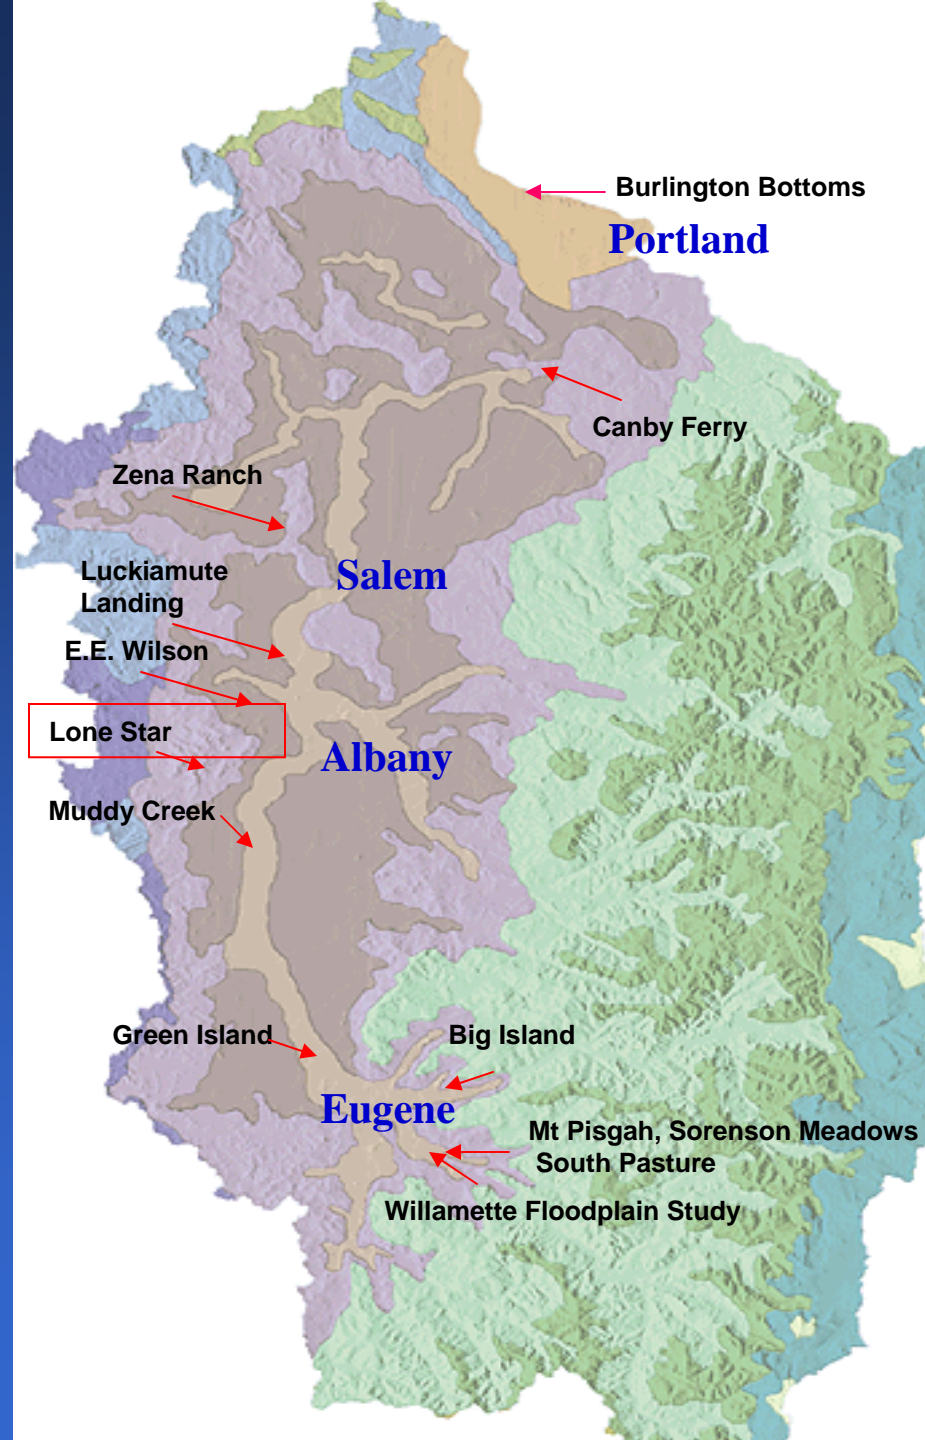 Burlington Bottoms
Portland
Canby Ferry
Zena Ranch
Salem
Luckiamute
Landing
E.E. Wilson
Lone Star
Albany
Muddy Creek
Green Island
Big Island
Eugene
Mt Pisgah, Sorenson Meadows
South Pasture
Willamette Floodplain Study